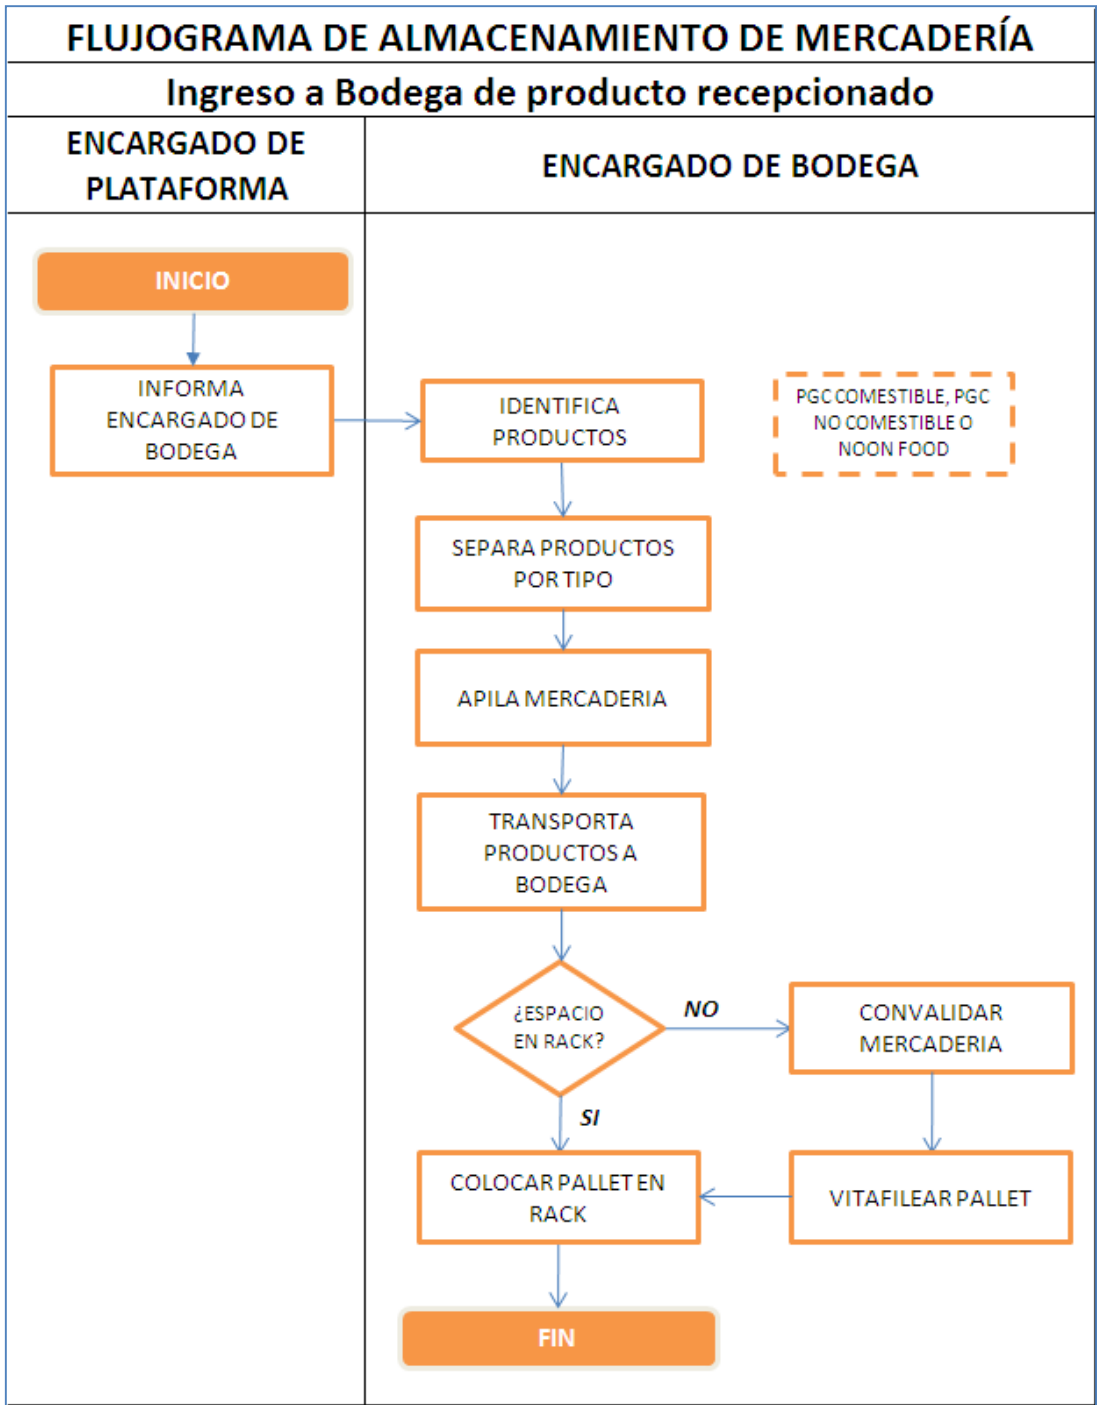 FLUJOGRAMA DE ALMACENAMIENTO DE MERCADERÍA
Ingreso a Bodega de producto recepcionado
ENCARGADO DE
PLATAFORMA
ENCARGADO DE BODEGA
INICIO
INFORMA
ENCARGADO DE
BODEGA
IDENTIFICA
PRODUCTOS
PGC COMESTIBLE, PGC
NO COMESTIBLE O
NOON FOOD
SEPARA PRODUCTOS
POR TIPO
APILA MERCADERIA
TRANSPORTA
PRODUCTOS A
BODEGA
¿ESPACIO
EN RACK?
NO
CONVALIDAR
MERCADERIA
SI
COLOCAR PALLET EN
RACK
VITAFILEAR PALLET
FIN